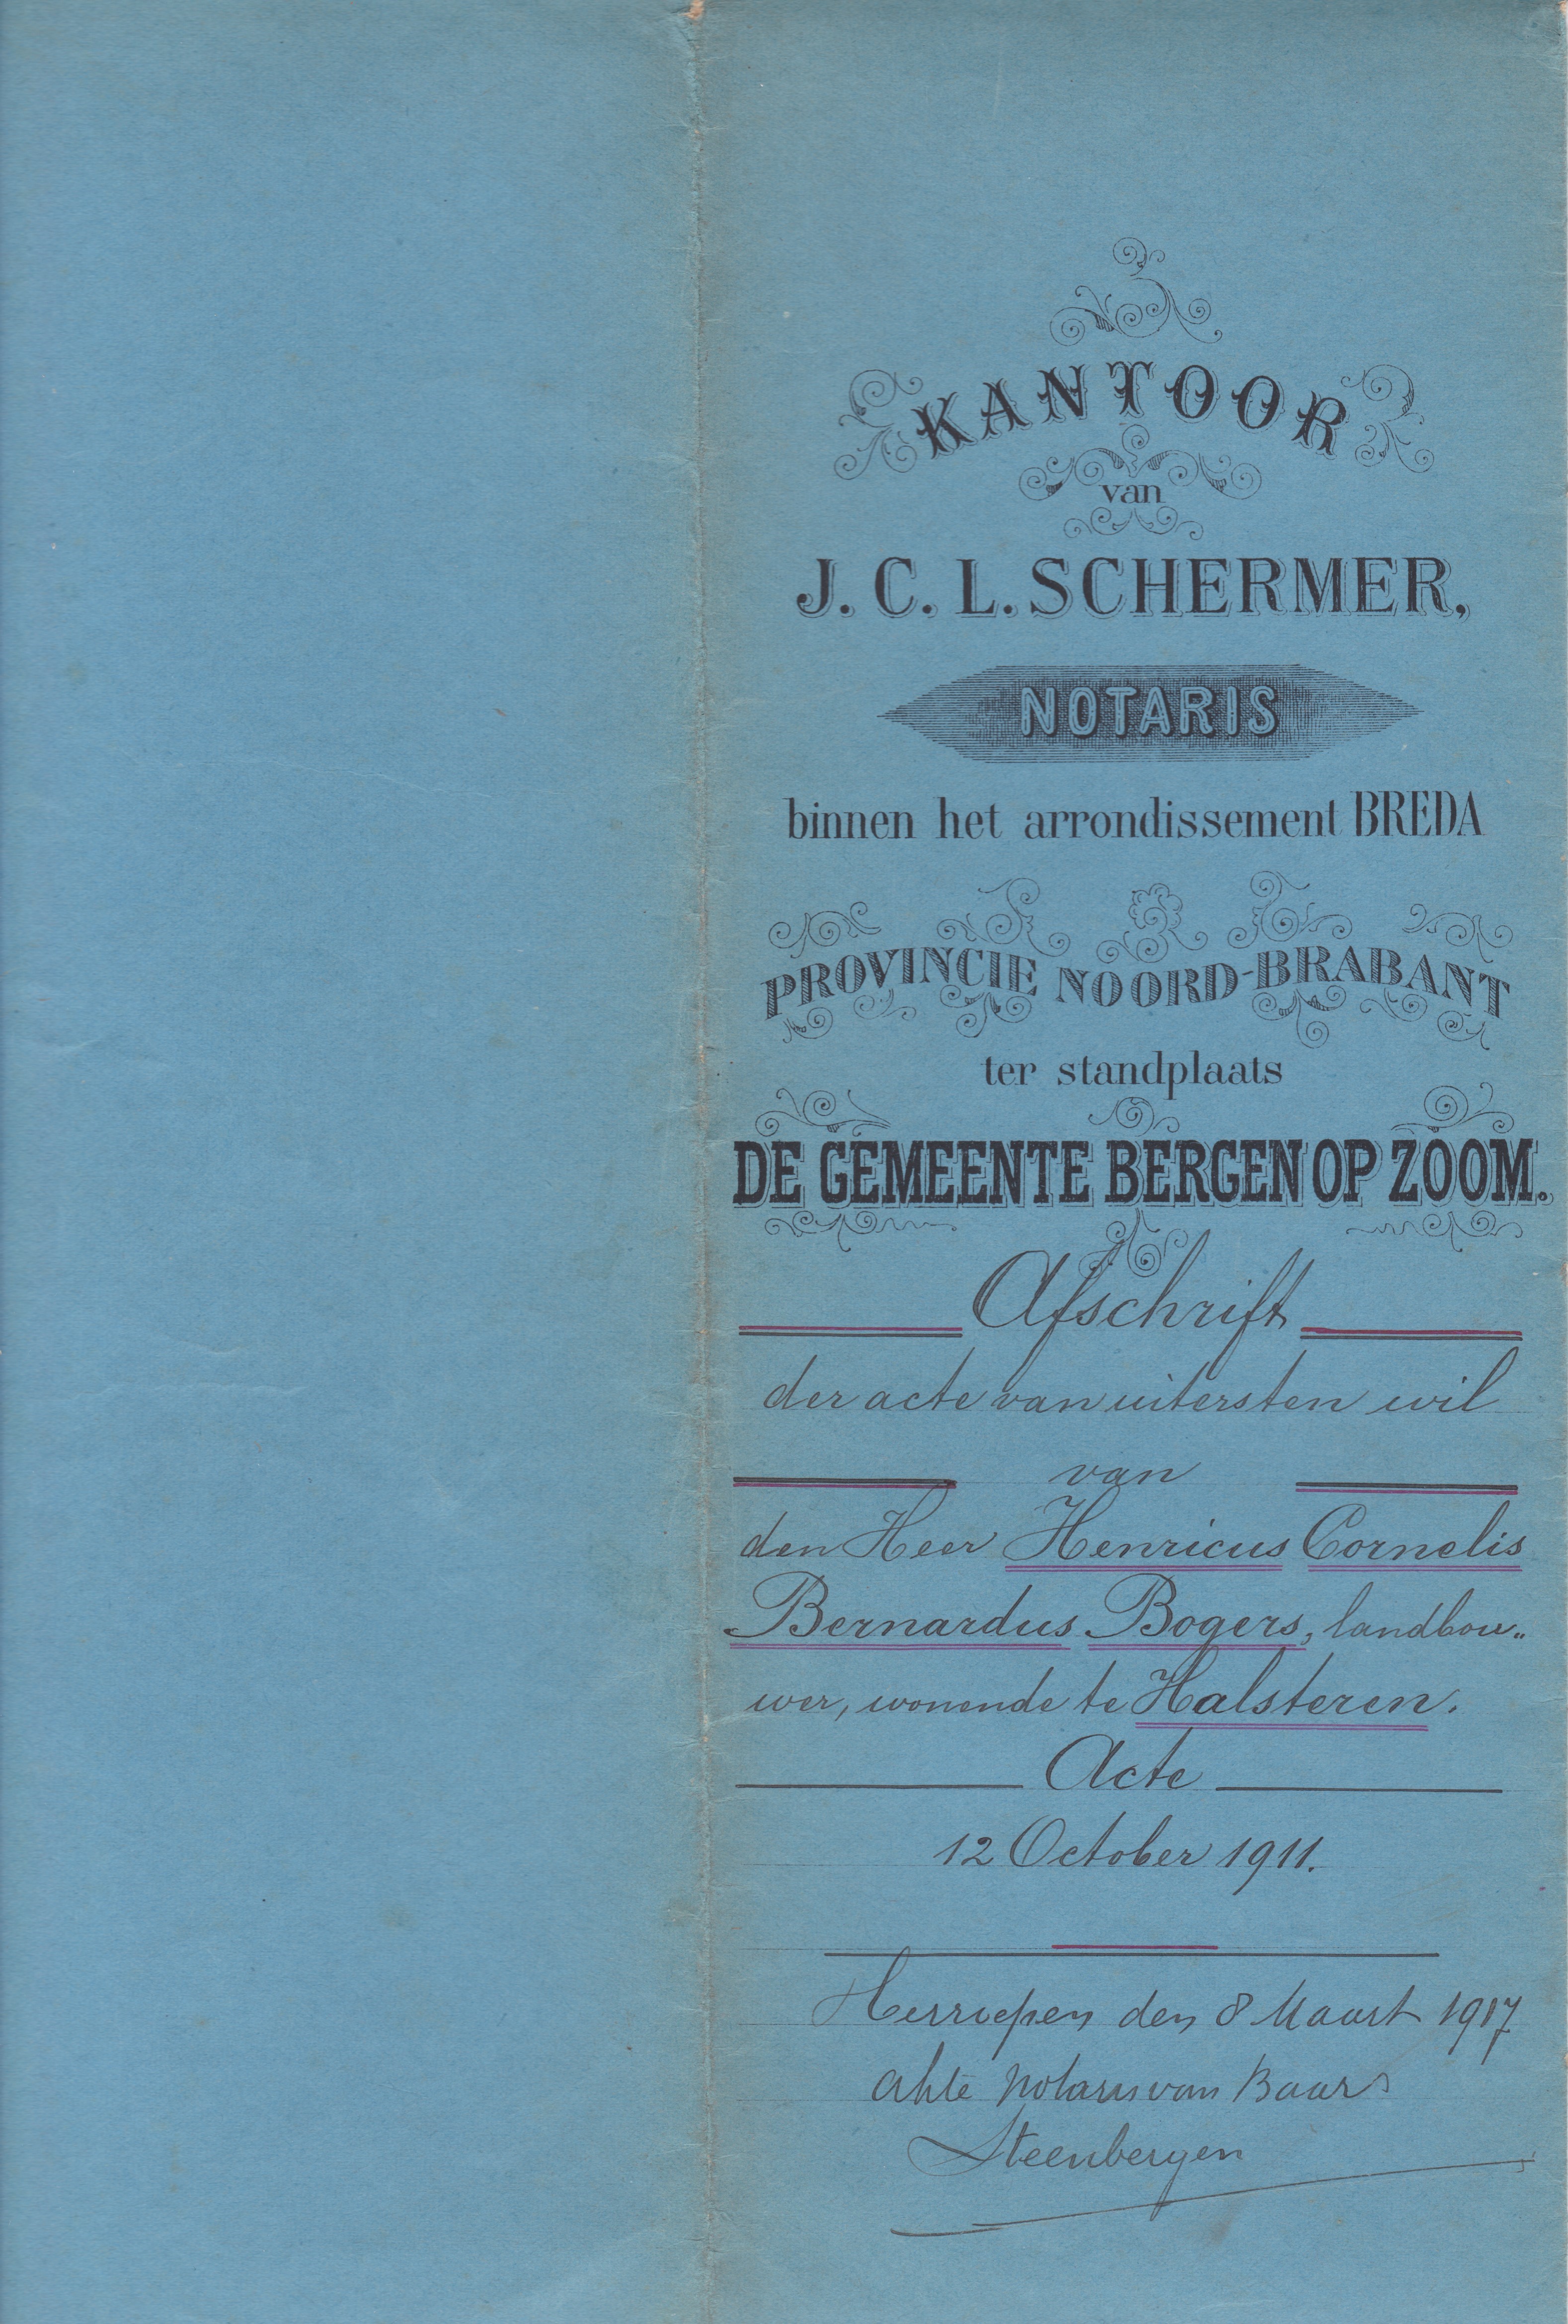 KANTOOR
van
J. C. L. SCHERMER,
NOTARIS
binnen het arrondissement BREDA
PROVINCIE NOORD-BRABANT
ter standplaats
DE GEMEENTE BERGEN OP ZOOM.
Afschrift
der acte van uitersten wil
van
den Heer Henricus Cornelis
Bernardus Bogers, landbou„
wer, wonende te Halsteren.
Acte
12 October 1911.
Herroepen den 8 Maart 1917
akte notaris van Baars
Steenbergen